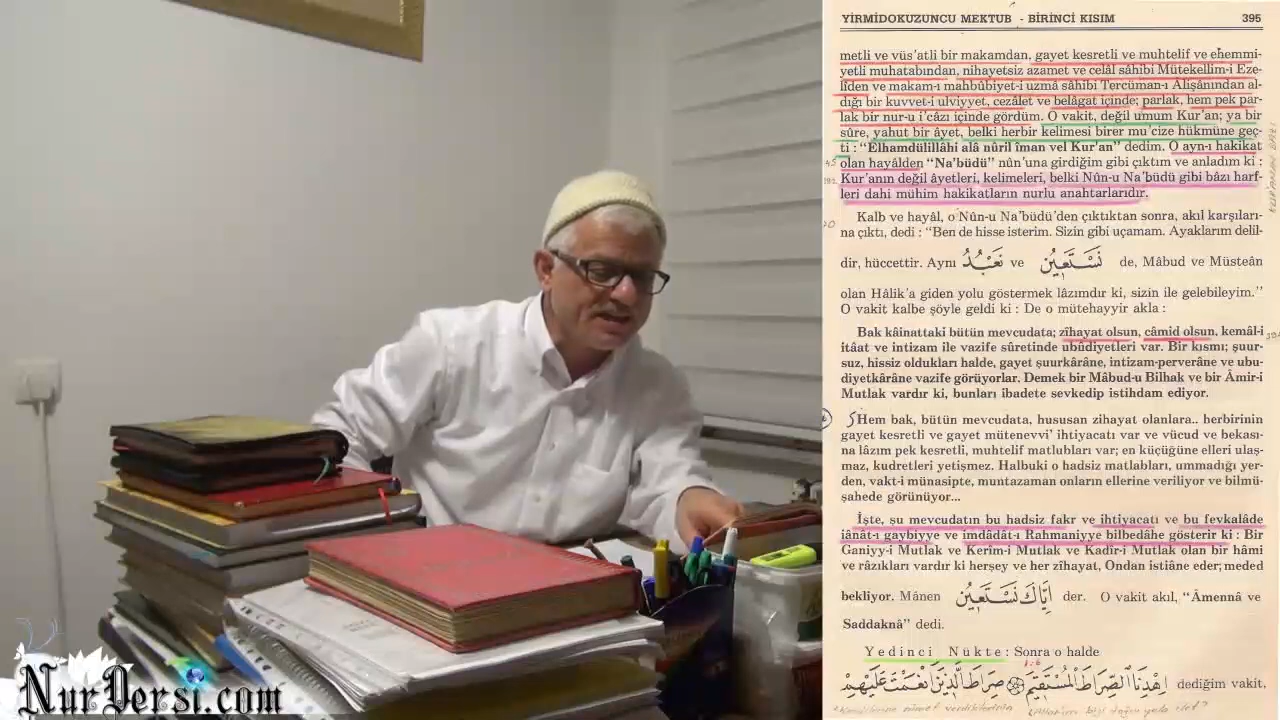 YİRMİDOKUZUNCU MEKTUB - BİRİNCİ KISIM 395
metli ve vüs'atli bir makamdan, gayet kesretli ve muhtelif ve ehemmi-
yetli muhatabından, nihayetsiz azamet ve celâl sâhibi Mütekellim-i Eze-
lîden ve makam-ı mahbûbiyet-i uzmâ sâhibi Tercüman-ı Âlişânından al-
dığı bir kuvvet-i ulviyyet, cezâlet ve belâgat içinde; parlak, hem pek par-
lak bir nur-u i'câzı içinde gördüm. O vakit, değil umum Kur'an; ya bir
sûre, yahut bir âyet, belki herbir kelimesi birer mu'cize hükmüne geç-
ti : "Elhamdülillâhi alâ nûril îman vel Kur'an" dedim. O ayn-ı hakikat
olan hayâlden "Na'büdü" nûn'una girdiğim gibi çıktım ve anladım ki :
Kur'anın değil âyetleri, kelimeleri, belki Nûn-u Na'büdü gibi bâzı harf-
leri dahi mühim hakikatların nurlu anahtarlarıdır.
Kalb ve hayâl, o Nûn-u Na'büdü'den çıktıktan sonra, akıl karşıları-
na çıktı, dedi : "Ben de hisse isterim. Sizin gibi uçamam. Ayaklarım delil-
dir, hüccettir. Aynı نَعْبُدُ ve نَسْتَعِينُ de, Mâbud ve Müsteân
olan Hâlik'a giden yolu göstermek lâzımdır ki, sizin ile gelebileyim."
O vakit kalbe şöyle geldi ki : De o mütehayyir akla :
Bak kâinattaki bütün mevcudata; zîhayat olsun, câmid olsun, kemâl-i
itâat ve intizam ile vazife sûretinde ubûdiyetleri var. Bir kısmı; şuur-
suz, hissiz oldukları halde, gayet şuurkârâne, intizam-perverâne ve ubu-
diyetkârâne vazife görüyorlar. Demek bir Mâbud-u Bilhak ve bir Âmir-i
Mutlak vardır ki, bunları ibadete sevkedip istihdam ediyor.
Hem bak, bütün mevcudata, hususan zihayat olanlara.. herbirinin
gayet kesretli ve gayet mütenevvi' ihtiyacatı var ve vücud ve bekası-
na lâzım pek kesretli, muhtelif matlubları var; en küçüğüne elleri ulaş-
maz, kudretleri yetişmez. Halbuki o hadsiz matlabları, ummadığı yer-
den, vakt-i münasipte, muntazaman onların ellerine veriliyor ve bilmü-
şahede görünüyor...
İşte, şu mevcudatın bu hadsiz fakr ve ihtiyacatı ve bu fevkalâde
iânât-ı gaybiyye ve imdâdât-ı Rahmaniyye bilbedâhe gösterir ki : Bir
Ganiyy-i Mutlak ve Kerîm-i Mutlak ve Kadîr-i Mutlak olan bir hâmi
ve râzıkları vardır ki herşey ve her zîhayat, Ondan istiâne eder; meded
bekliyor. Mânen اِيَّاكَ نَسْتَعِينُ der. O vakit akıl, "Âmennâ ve
Saddaknâ" dedi.
Yedinci Nükte: Sonra o halde
اِهْدِنَا الصِّرَاطَ الْمُسْتَقِيمَ صِرَاطَ الَّذِينَ اَنْعَمْتَ عَلَيْهِمْ dediğim vakit,
NurDersi.com